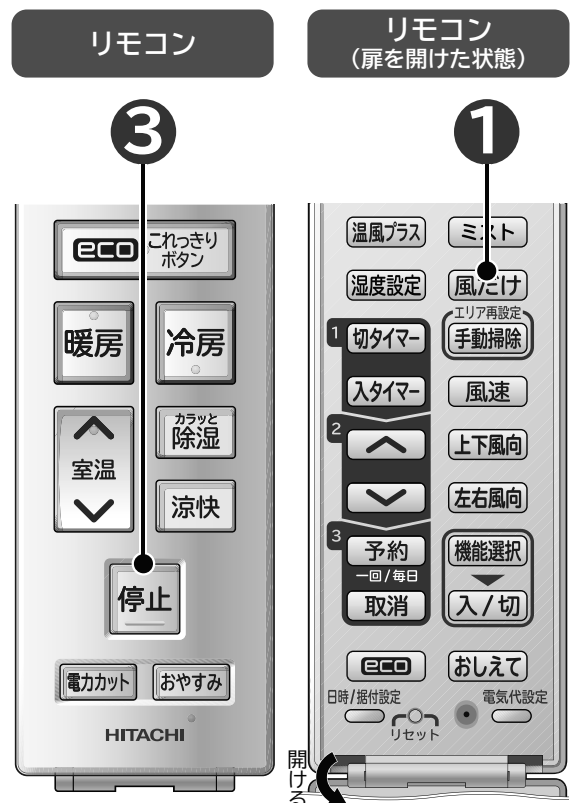 リモコン
3
eco これっきり
ボタン
暖房
冷房
室温
カラッと
除湿
涼快
停止
電力カット
おやすみ
HITACHI
リモコン
(扉を開けた状態)
1
温風プラス
ミスト
湿度設定
風だけ
エリア再設定
1
切タイマー
手動掃除
入タイマー
風速
2
上下風向
左右風向
3
予約
一回/毎日
取消
機能選択
入/切
eco
おしえて
日時/据付設定
リセット
電気代設定
開ける